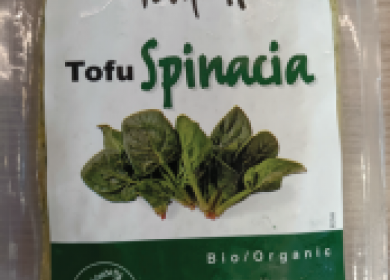 Tofu Spinacia
Bio/Organic